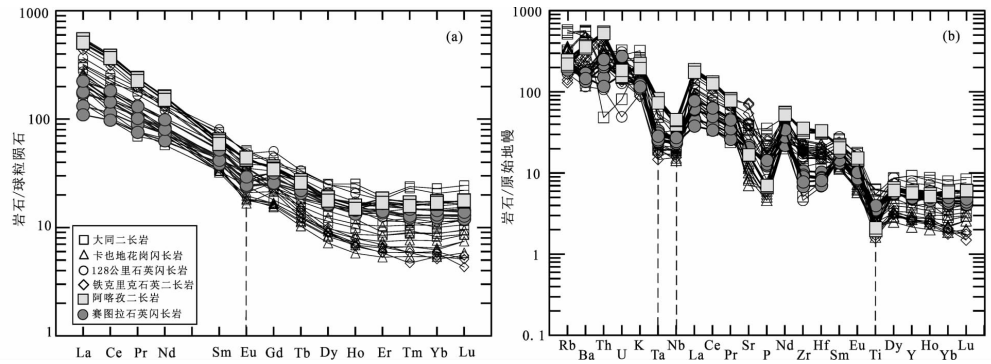 1000
(a)
100
10
1
岩石/球粒陨石
大同二长岩
卡也地花岗闪长岩
128公里石英闪长岩
铁克里克石英二长岩
阿喀孜二长岩
赛图拉石英闪长岩
La Ce Pr Nd Sm Eu Gd Tb Dy Ho Er Tm Yb Lu
1000
(b)
100
10
1
0.1
岩石/原始地幔
Rb Th K Nb Ce Sr Nd Hf Eu Dy Ho Lu
Ba U Ta La Pr P Zr Sm Ti Y Yb